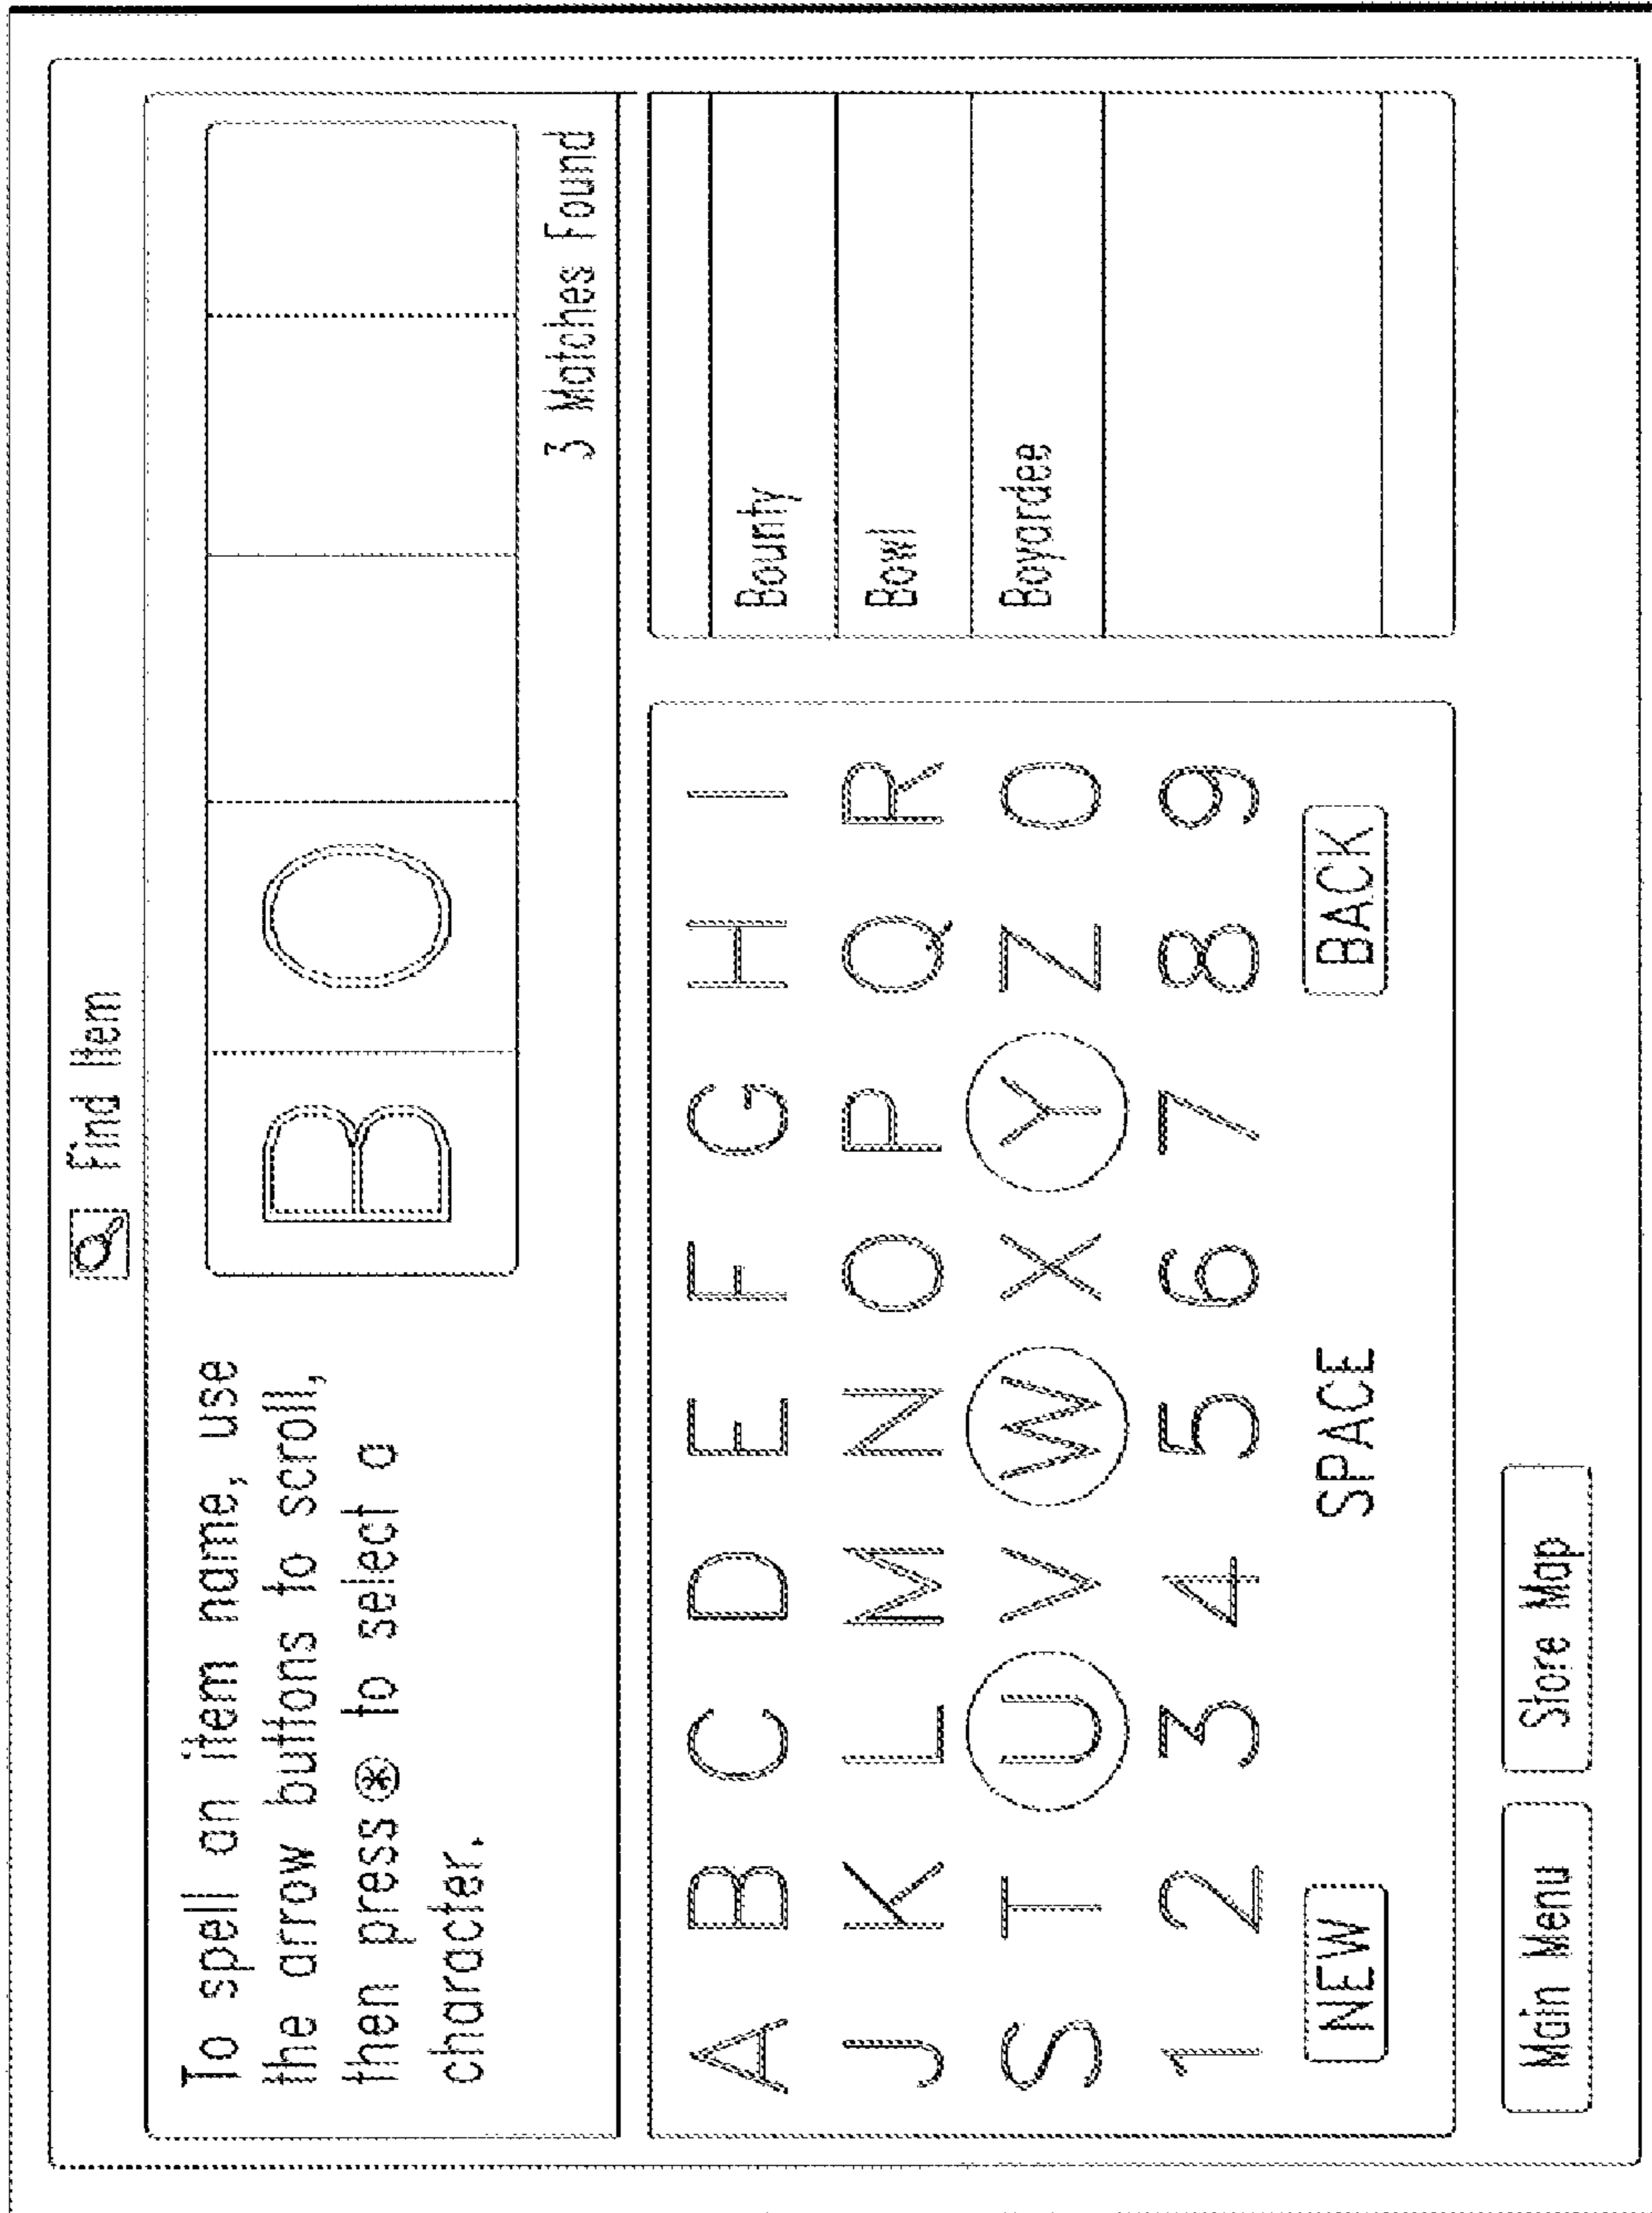 Find Item
To spell an item name, use
the arrow buttons to scroll,
then press ⊛ to select a
character.
B O
3 Matches Found
A B C D E F G H I
J K L M N O P Q R
S T U V W X Y Z 0
1 2 3 4 5 6 7 8 9
NEW SPACE BACK
Bounty
Bowl
Boyardee
Main Menu Store Map